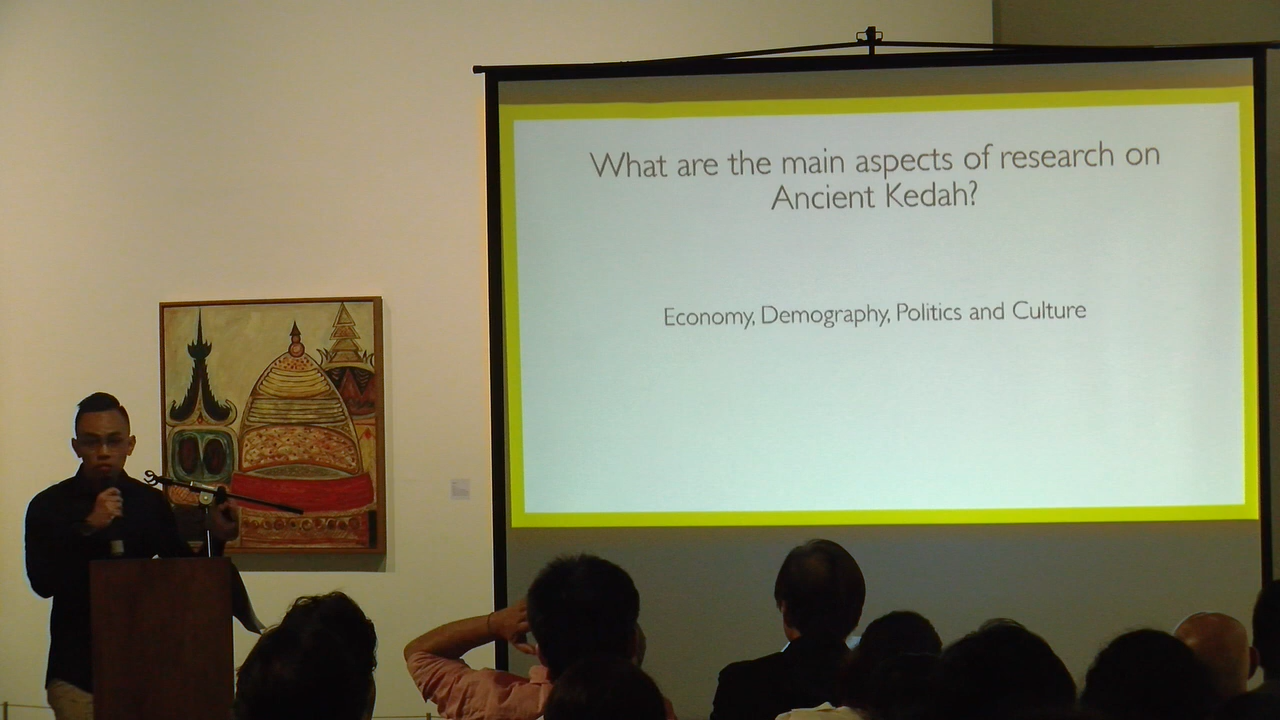 What are the main aspects of research on
Ancient Kedah?
Economy, Demography, Politics and Culture